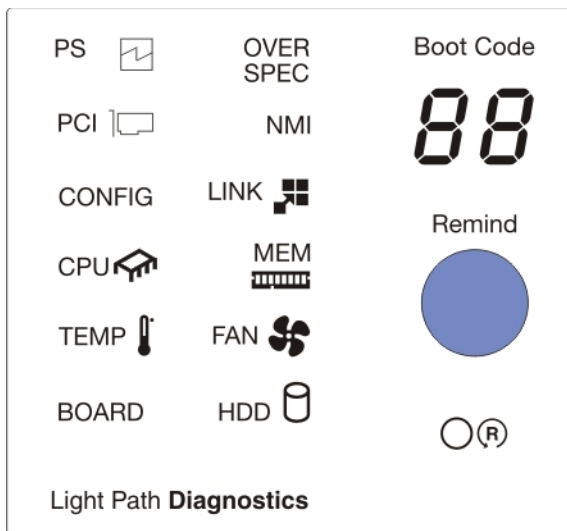 PS
OVER
SPEC
Boot Code
PCI
NMI
88
CONFIG
LINK
Remind
CPU
MEM
TEMP
FAN
BOARD
HDD
R
Light Path Diagnostics